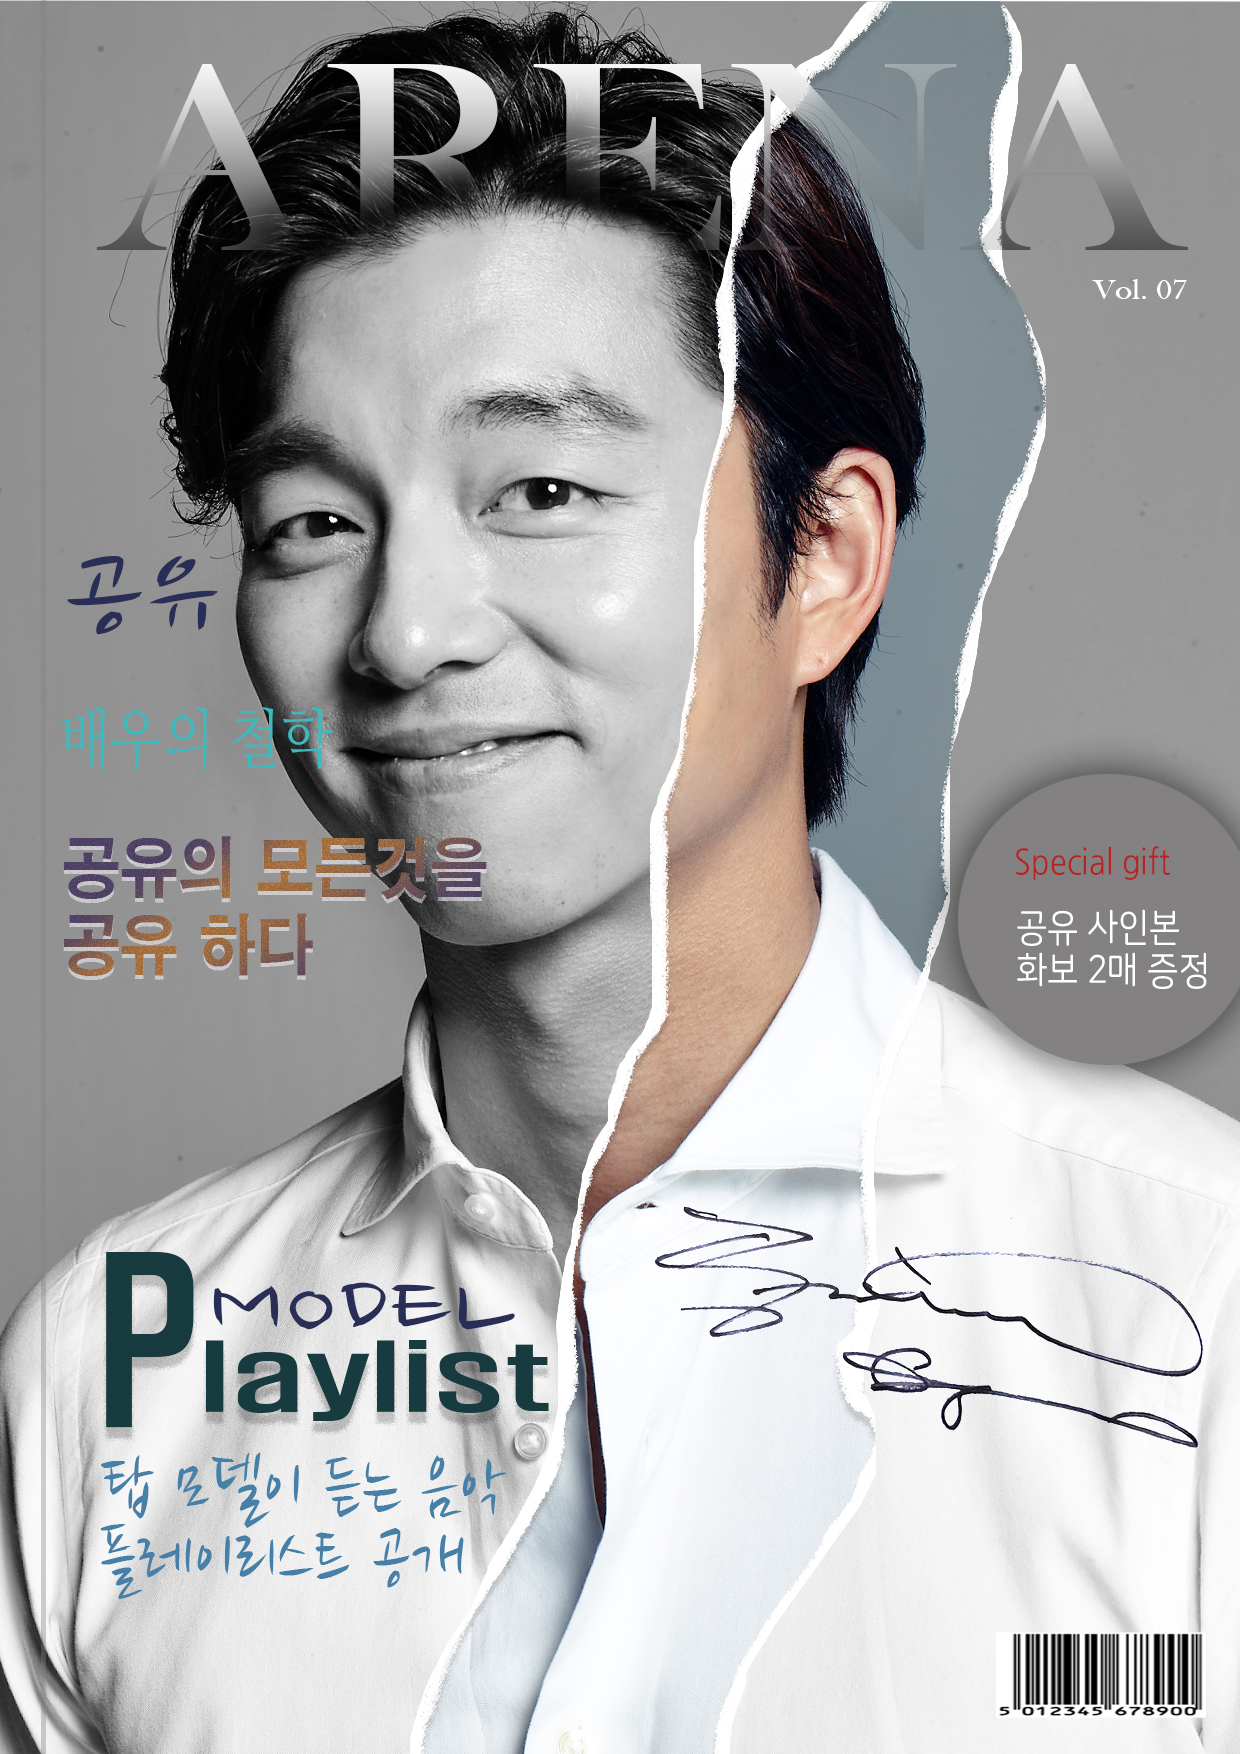 ARENA
Vol. 07
공유
배우의 철학
공유의 모든것을
공유 하다
Special gift
공유 사인본
화보 2매 증정
MODEL
Playlist
탑 모델이 듣는 음악
플레이리스트 공개
5 012345 678900